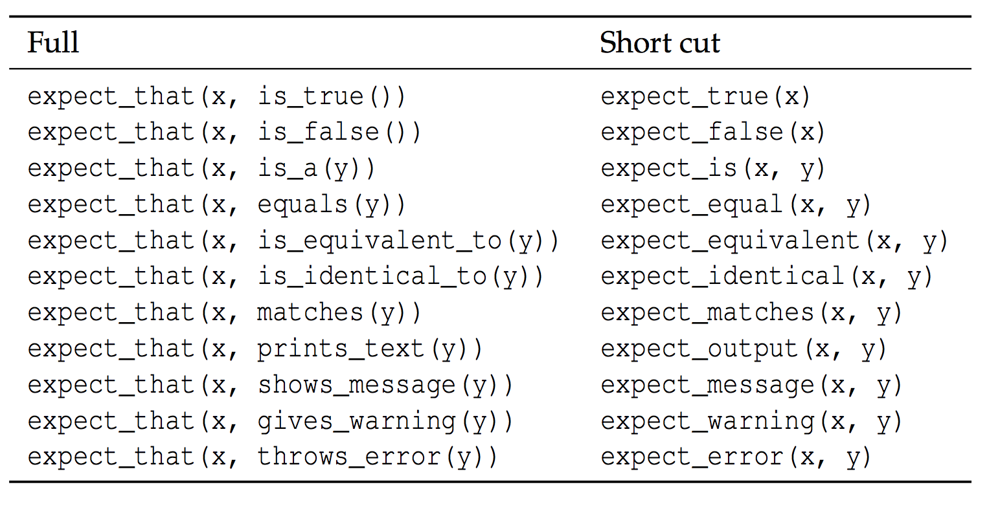 Full Short cut
expect_that(x, is_true()) expect_true(x)
expect_that(x, is_false()) expect_false(x)
expect_that(x, is_a(y)) expect_is(x, y)
expect_that(x, equals(y)) expect_equal(x, y)
expect_that(x, is_equivalent_to(y)) expect_equivalent(x, y)
expect_that(x, is_identical_to(y)) expect_identical(x, y)
expect_that(x, matches(y)) expect_matches(x, y)
expect_that(x, prints_text(y)) expect_output(x, y)
expect_that(x, shows_message(y)) expect_message(x, y)
expect_that(x, gives_warning(y)) expect_warning(x, y)
expect_that(x, throws_error(y)) expect_error(x, y)